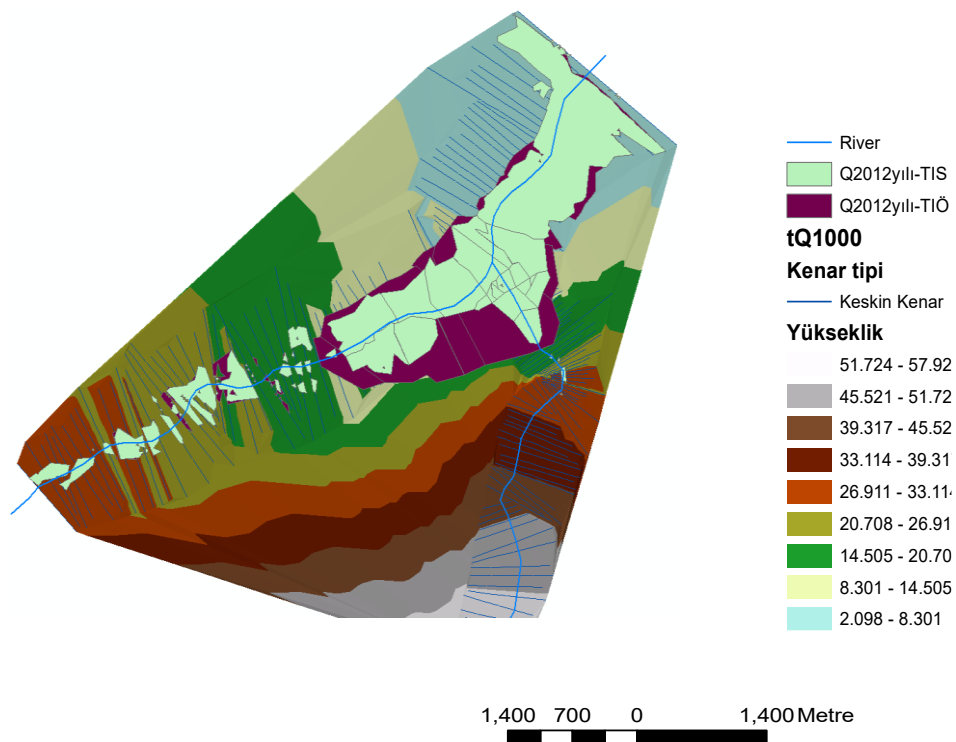 River
Q2012yılı-TIS
Q2012yılı-TIÖ
tQ1000
Kenar tipi
Keskin Kenar
Yükseklik
51.724 - 57.92
45.521 - 51.72
39.317 - 45.52
33.114 - 39.31
26.911 - 33.114
20.708 - 26.91
14.505 - 20.70
8.301 - 14.505
2.098 - 8.301
1,400 700 0 1,400 Metre